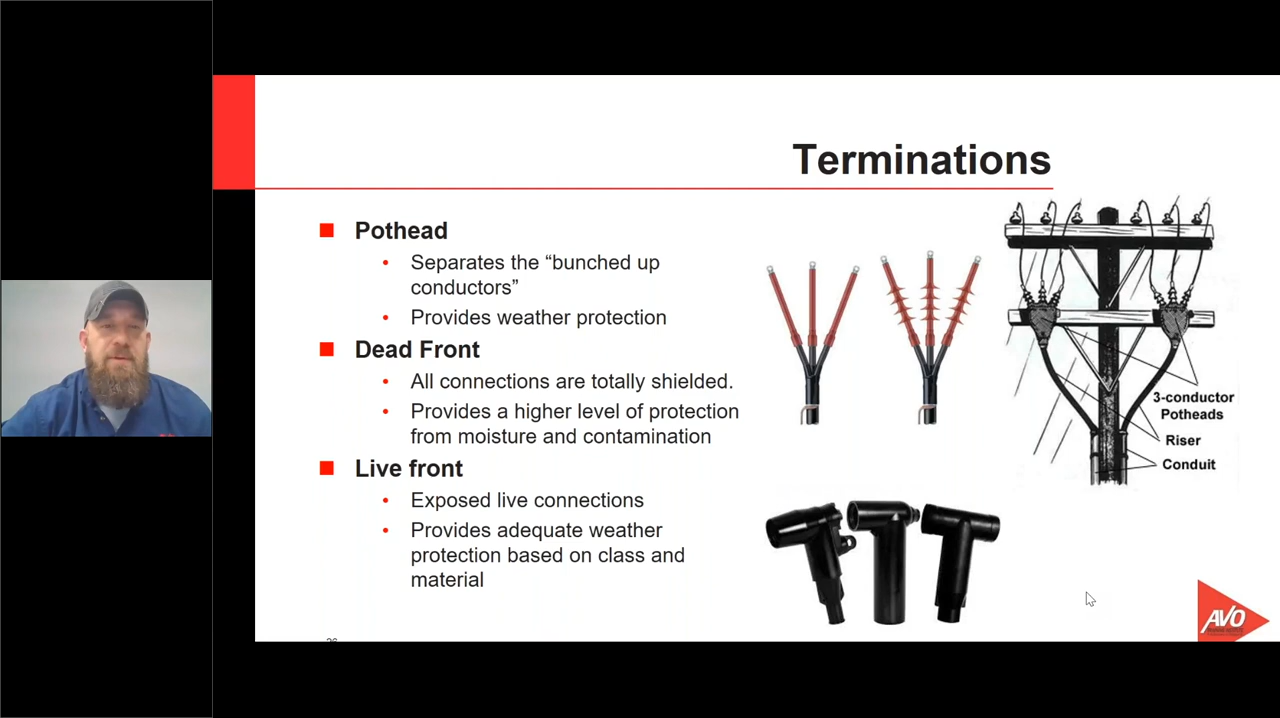 Terminations
Pothead
Separates the “bunched up
conductors”
Provides weather protection
Dead Front
All connections are totally shielded.
Provides a higher level of protection
from moisture and contamination
Live front
Exposed live connections
Provides adequate weather
protection based on class and
material
3-conductor
Potheads
Riser
Conduit
AVO